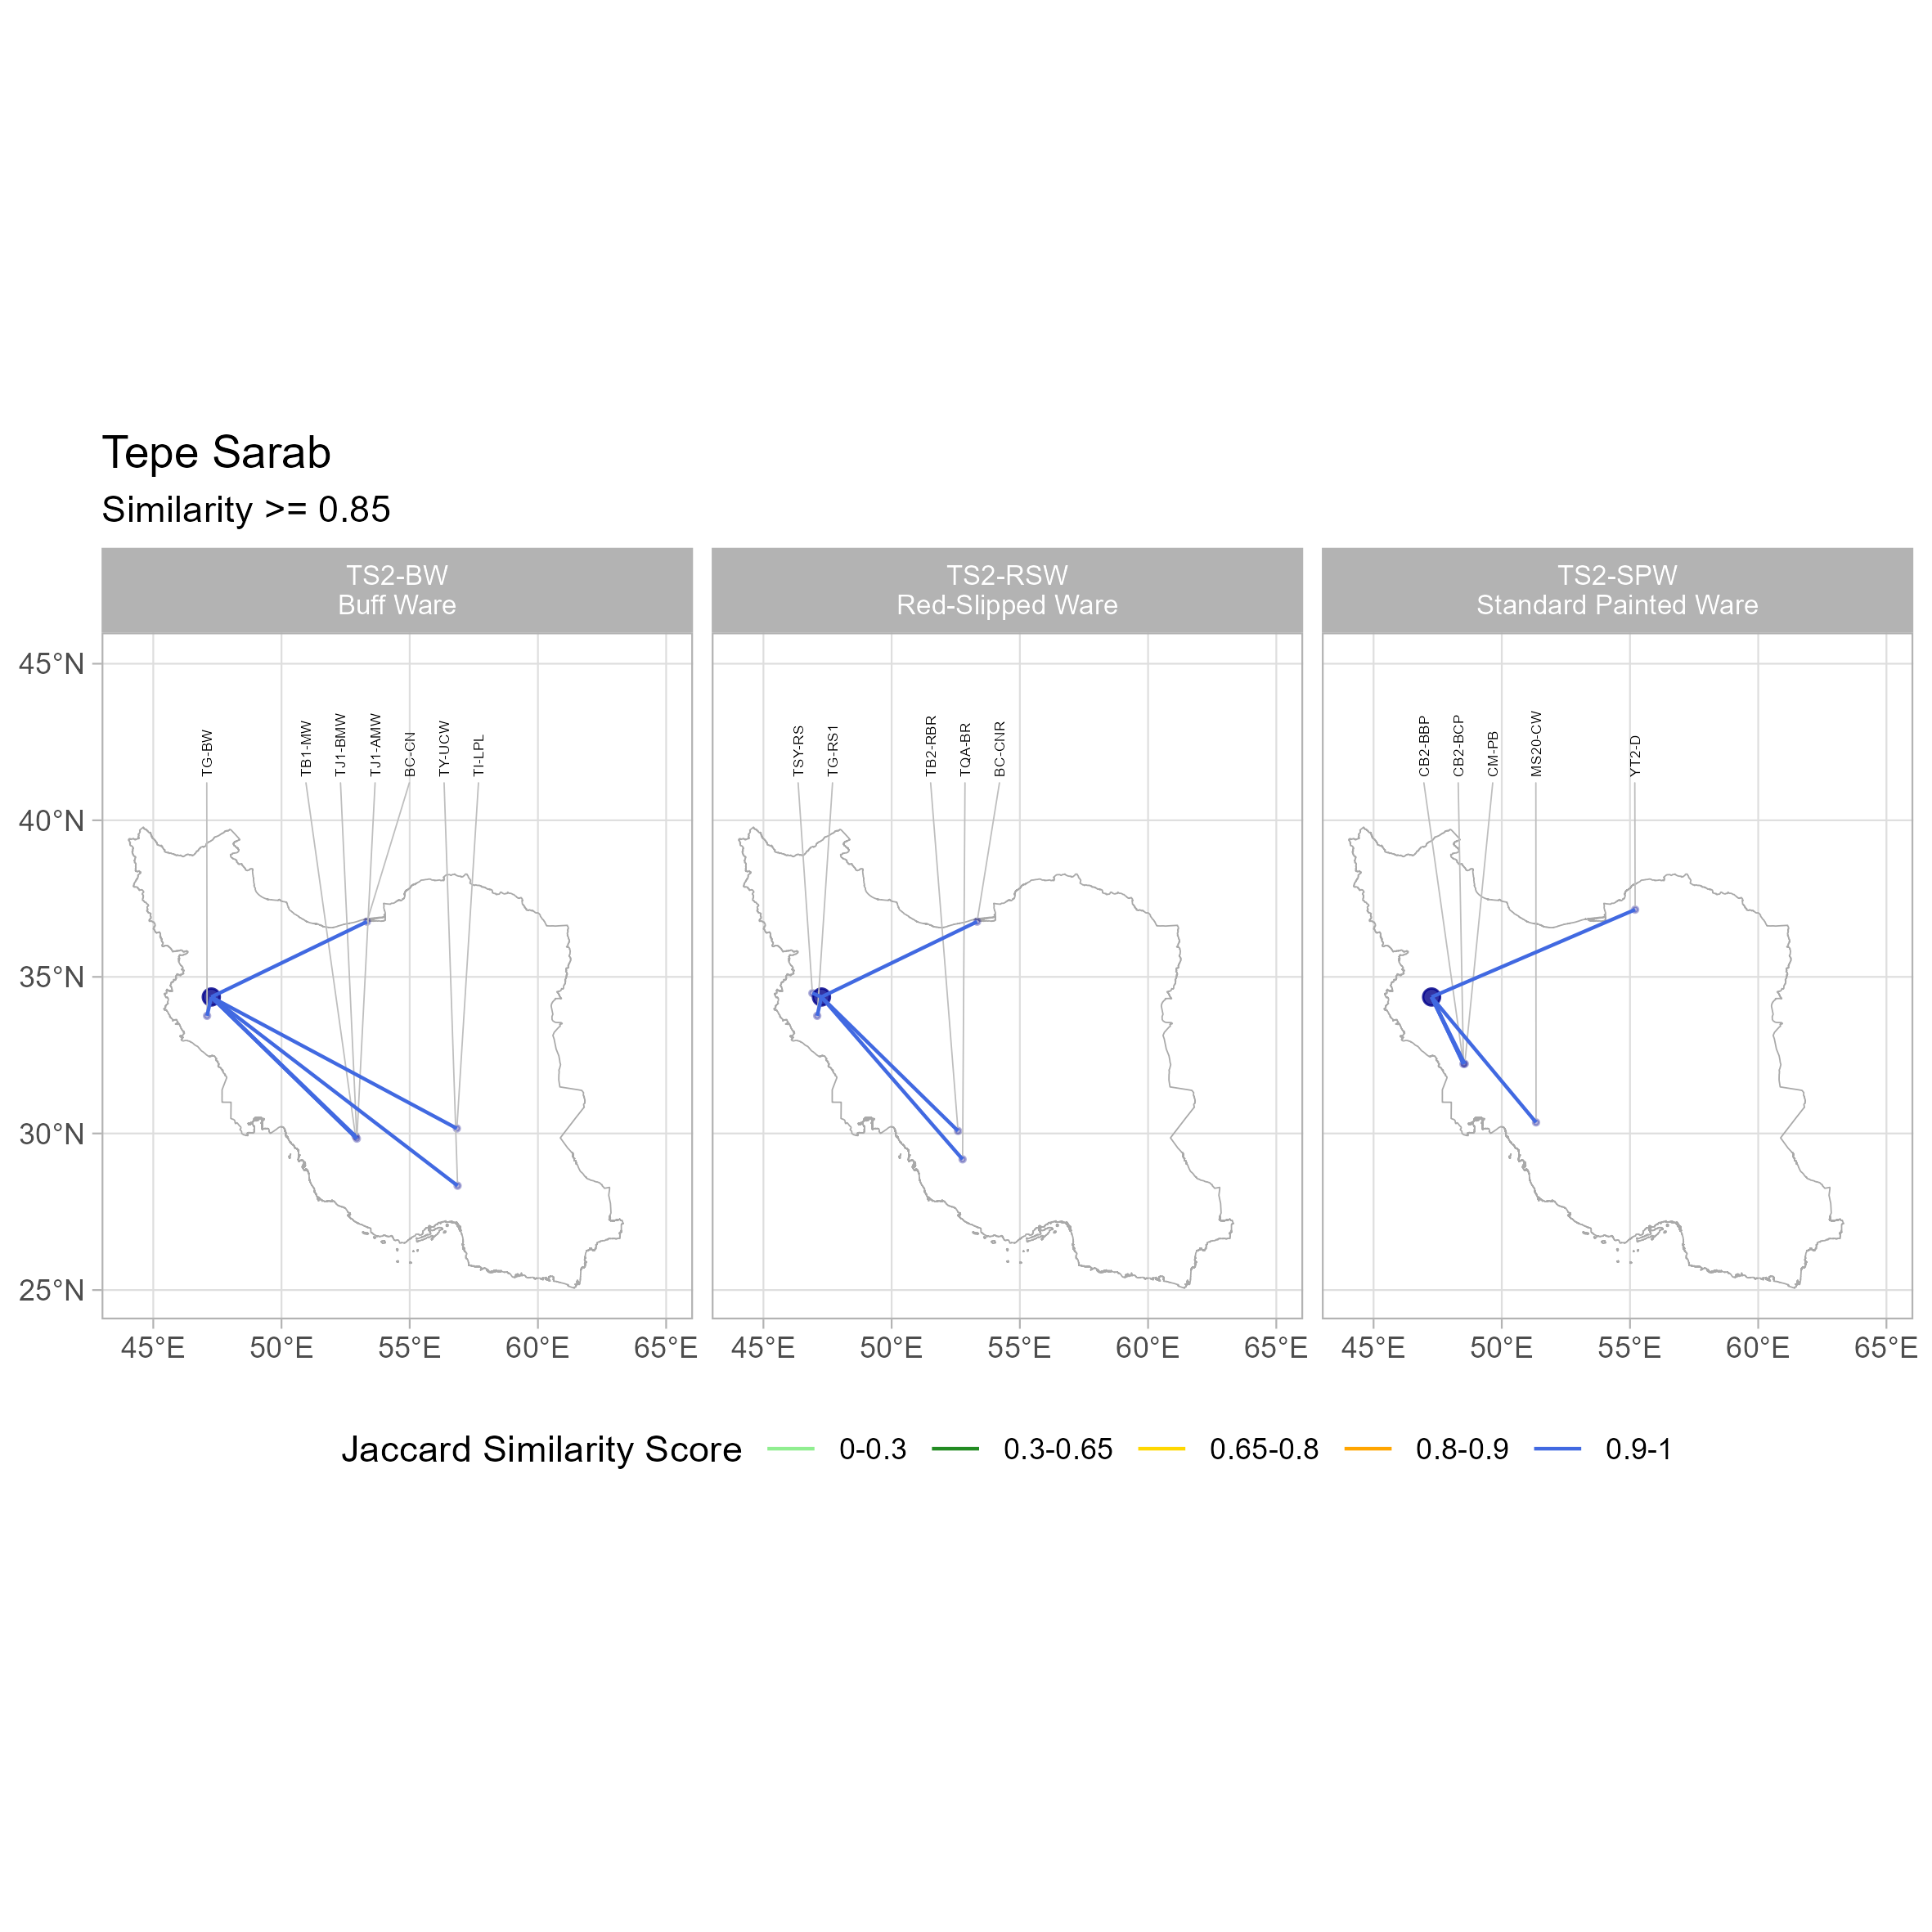 Tepe Sarab
Similarity >= 0.85
TS2-BW
Buff Ware
TS2-RSW
Red-Slipped Ware
TS2-SPW
Standard Painted Ware
45°N
40°N
35°N
30°N
25°N
TG-BW
TB1-MW
TJ1-BMW
TJ1-AMW
BC-CN
TY-UCW
TI-LPL
TSY-RS
TG-RS1
TB2-RBR
TQA-BR
BC-CNR
CB2-BBP
CB2-BCP
CM-PB
MS20-CW
YT2-D
45°E 50°E 55°E 60°E 65°E
45°E 50°E 55°E 60°E 65°E
45°E 50°E 55°E 60°E 65°E
Jaccard Similarity Score 0-0.3 0.3-0.65 0.65-0.8 0.8-0.9 0.9-1